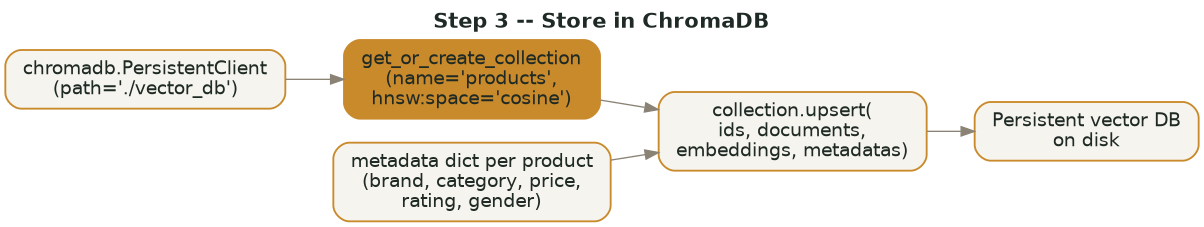 Step 3 -- Store in ChromaDB
chromadb.PersistentClient
(path='./vector_db')
get_or_create_collection
(name='products',
hnsw:space='cosine')
metadata dict per product
(brand, category, price,
rating, gender)
collection.upsert(
ids, documents,
embeddings, metadatas)
Persistent vector DB
on disk